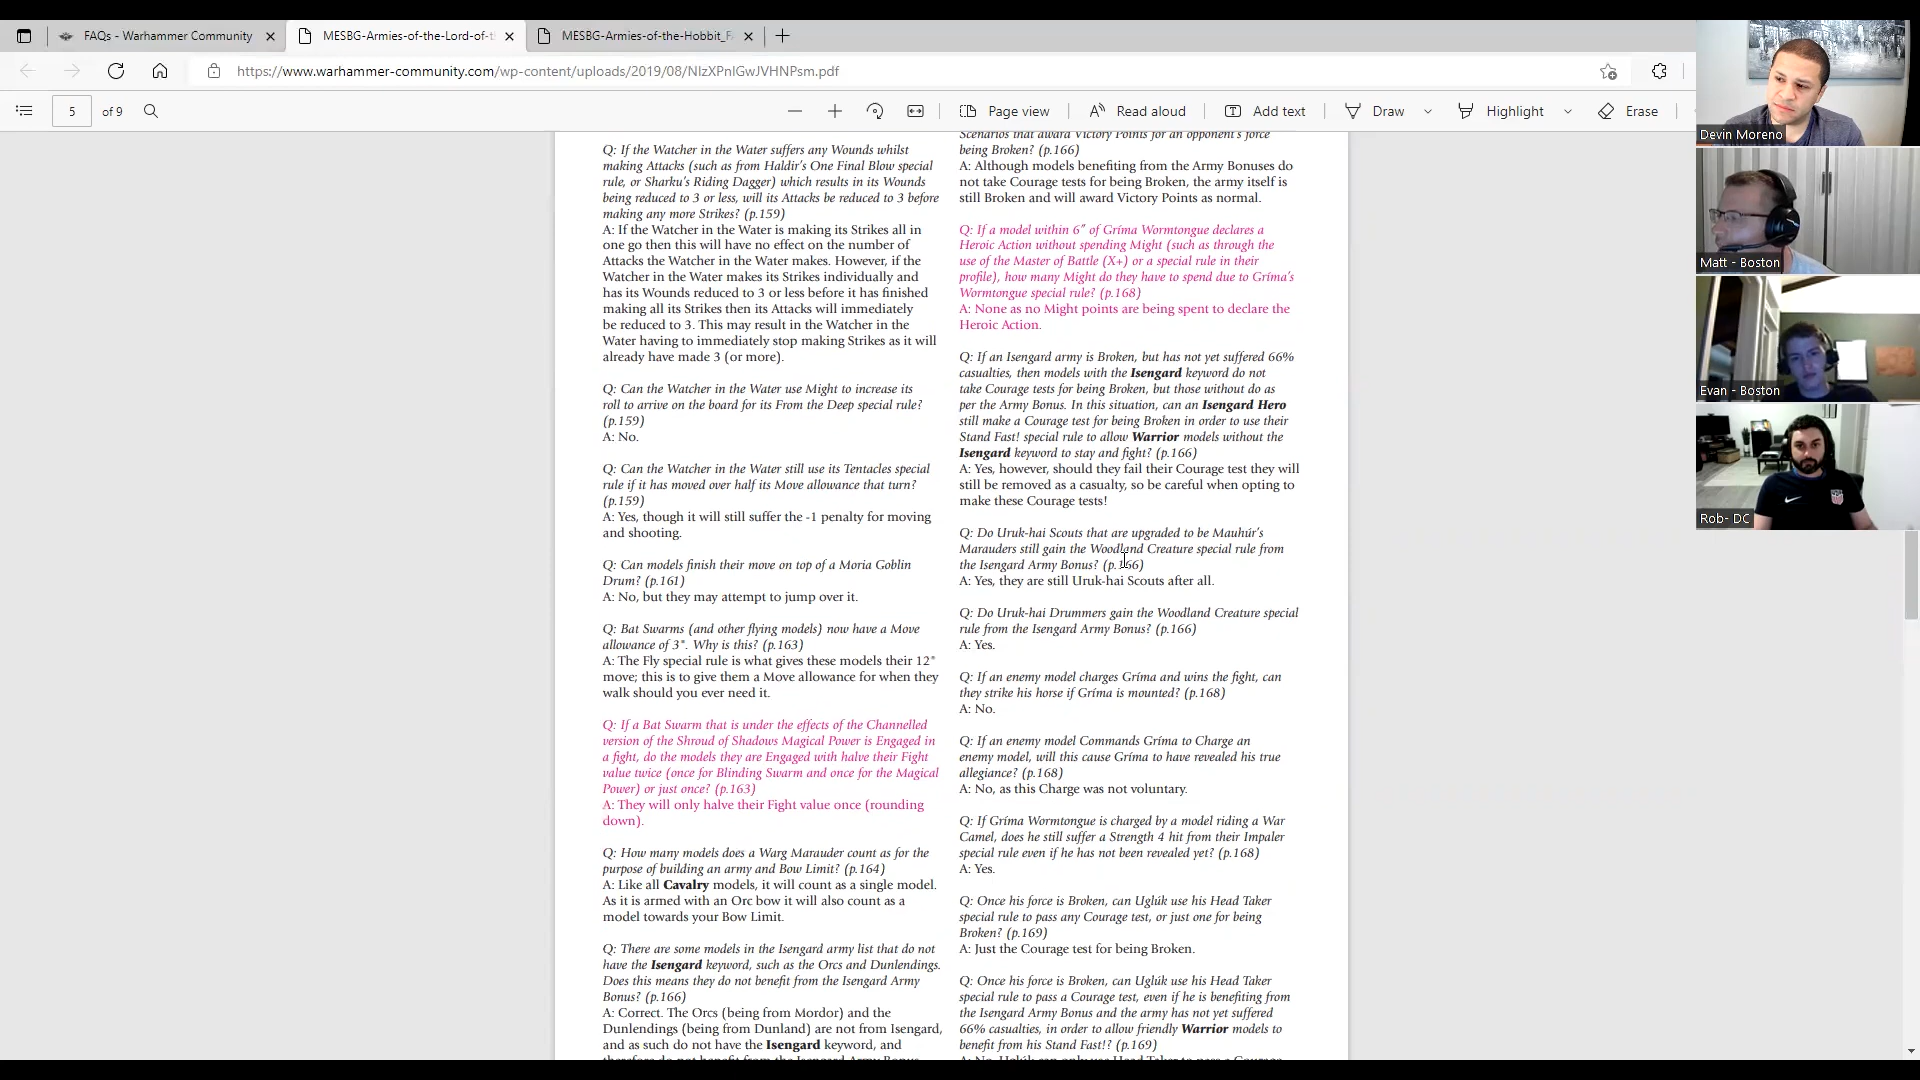 FAQs - Warhammer Community
MESBG-Armies-of-the-Lord-of-t
MESBG-Armies-of-the-Hobbit_F
https://www.warhammer-community.com/wp-content/uploads/2019/08/NIzXPnlGwJVHNPsm.pdf
5 of 9
Page view
Read aloud
Add text
Draw
Highlight
Erase
Q: If the Watcher in the Water suffers any Wounds whilst
making Attacks (such as from Haldir's One Final Blow special
rule, or Sharku's Riding Dagger) which results in its Wounds
being reduced to 3 or less, will its Attacks be reduced to 3 before
making any more Strikes? (p.159)
A: If the Watcher in the Water is making its Strikes all in
one go then this will have no effect on the number of
Attacks the Watcher in the Water makes. However, if the
Watcher in the Water makes its Strikes individually and
has its Wounds reduced to 3 or less before it has finished
making all its Strikes then its Attacks will immediately
be reduced to 3. This may result in the Watcher in the
Water having to immediately stop making Strikes as it will
already have made 3 (or more).
Q: Can the Watcher in the Water use Might to increase its
roll to arrive on the board for its From the Deep special rule?
(p.159)
A: No.
Q: Can the Watcher in the Water still use its Tentacles special
rule if it has moved over half its Move allowance that turn?
(p.159)
A: Yes, though it will still suffer the -1 penalty for moving
and shooting.
Q: Can models finish their move on top of a Moria Goblin
Drum? (p.161)
A: No, but they may attempt to jump over it.
Q: Bat Swarms (and other flying models) now have a Move
allowance of 3". Why is this? (p.163)
A: The Fly special rule is what gives these models their 12"
move; this is to give them a Move allowance for when they
walk should you ever need it.
Q: If a Bat Swarm that is under the effects of the Channelled
version of the Shroud of Shadows Magical Power is Engaged in
a fight, do the models they are Engaged with halve their Fight
value twice (once for Blinding Swarm and once for the Magical
Power) or just once? (p.163)
A: They will only halve their Fight value once (rounding
down).
Q: How many models does a Warg Marauder count as for the
purpose of building an army and Bow Limit? (p.164)
A: Like all Cavalry models, it will count as a single model.
As it is armed with an Orc bow it will also count as a
model towards your Bow Limit.
Q: There are some models in the Isengard army list that do not
have the Isengard keyword, such as the Orcs and Dunlendings.
Does this means they do not benefit from the Isengard Army
Bonus? (p.166)
A: Correct. The Orcs (being from Mordor) and the
Dunlendings (being from Dunland) are not from Isengard,
and as such do not have the Isengard keyword, and
therefore do not benefit from the Isengard Army Bonus
Scenarios that award Victory Points for an opponent's force
being Broken? (p.166)
A: Although models benefiting from the Army Bonuses do
not take Courage tests for being Broken, the army itself is
still Broken and will award Victory Points as normal.
Q: If a model within 6" of Gríma Wormtongue declares a
Heroic Action without spending Might (such as through the
use of the Master of Battle (X+) or a special rule in their
profile), how many Might do they have to spend due to Gríma's
Wormtongue special rule? (p.168)
A: None as no Might points are being spent to declare the
Heroic Action.
Q: If an Isengard army is Broken, but has not yet suffered 66%
casualties, then models with the Isengard keyword do not
take Courage tests for being Broken, but those without do as
per the Army Bonus. In this situation, can an Isengard Hero
still make a Courage test for being Broken in order to use their
Stand Fast! special rule to allow Warrior models without the
Isengard keyword to stay and fight? (p.166)
A: Yes, however, should they fail their Courage test they will
still be removed as a casualty, so be careful when opting to
make these Courage tests!
Q: Do Uruk-hai Scouts that are upgraded to be Mauhúr's
Marauders still gain the Woodland Creature special rule from
the Isengard Army Bonus? (p.166)
A: Yes, they are still Uruk-hai Scouts after all.
Q: Do Uruk-hai Drummers gain the Woodland Creature special
rule from the Isengard Army Bonus? (p.166)
A: Yes.
Q: If an enemy model charges Gríma and wins the fight, can
they strike his horse if Gríma is mounted? (p.168)
A: No.
Q: If an enemy model Commands Gríma to Charge an
enemy model, will this cause Gríma to have revealed his true
allegiance? (p.168)
A: No, as this Charge was not voluntary.
Q: If Gríma Wormtongue is charged by a model riding a War
Camel, does he still suffer a Strength 4 hit from their Impaler
special rule even if he has not been revealed yet? (p.168)
A: Yes.
Q: Once his force is Broken, can Uglúk use his Head Taker
special rule to pass any Courage test, or just one for being
Broken? (p.169)
A: Just the Courage test for being Broken.
Q: Once his force is Broken, can Uglúk use his Head Taker
special rule to pass a Courage test, even if he is benefiting from
the Isengard Army Bonus and the army has not yet suffered
66% casualties, in order to allow friendly Warrior models to
benefit from his Stand Fast!? (p.169)
A: No, Uglúk can only use Head Taker to pass a Courage
Devin Moreno
Matt - Boston
Evan - Boston
Rob- DC